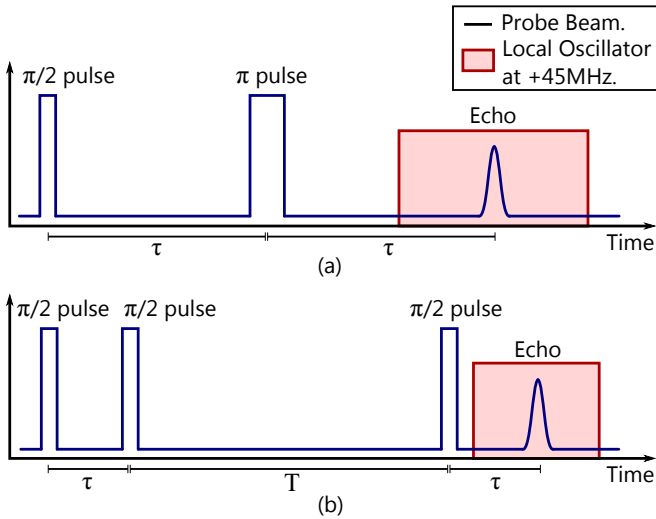 Probe Beam.
Local Oscillator
at +45MHz.
π/2 pulse
π pulse
Echo
τ
τ
Time
(a)
π/2 pulse
π/2 pulse
π/2 pulse
Echo
τ
T
τ
Time
(b)